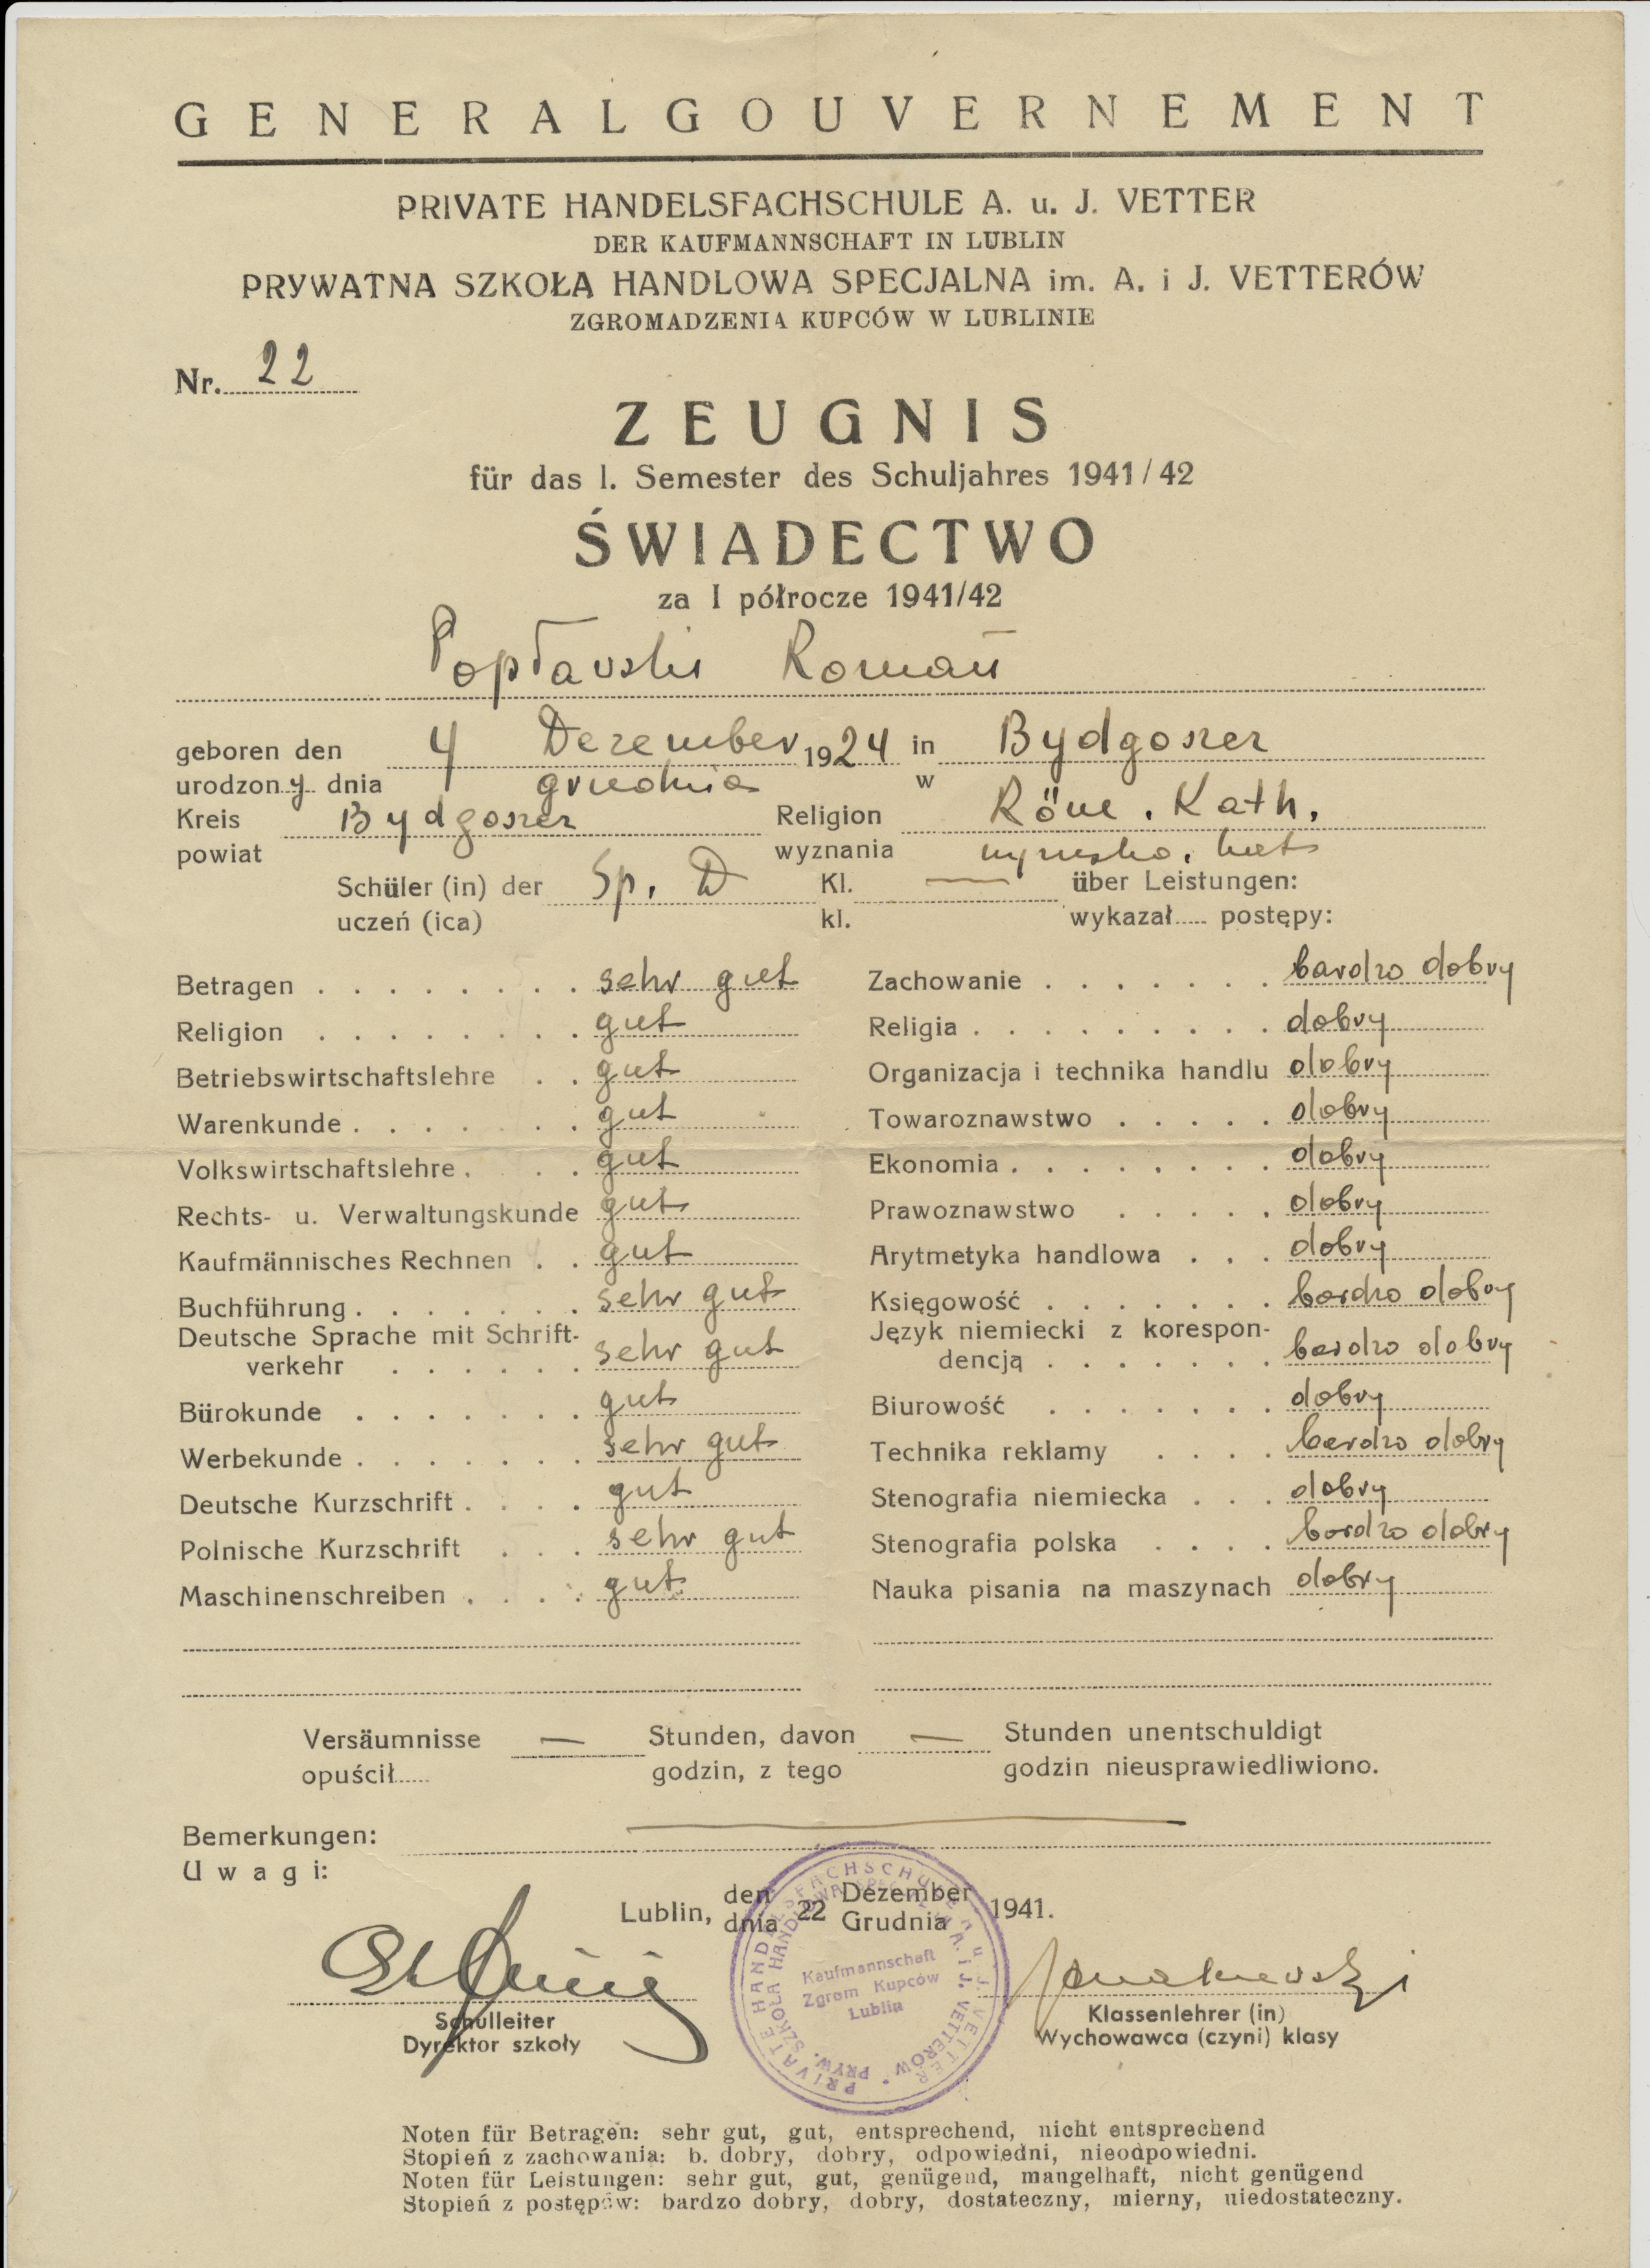 GENERALGOUVERNEMENT
PRIVATE HANDELSFACHSCHULE A. u. J. VETTER
DER KAUFMANNSCHAFT IN LUBLIN
PRYWATNA SZKOŁA HANDLOWA SPECJALNA im. A. i J. VETTERÓW
ZGROMADZENIA KUPCÓW W LUBLINIE
Nr. 22
ZEUGNIS
für das I. Semester des Schuljahres 1941/42
ŚWIADECTWO
za I półrocze 1941/42
Popławski Roman
geboren den 4 Dezember 1924 in Bydgoszcz
urodzony dnia grudnia w
Kreis Bydgoszcz Religion Röm. Kath.
powiat wyznania rzymsko. kat
Schüler (in) der Sp. D Kl. — über Leistungen:
uczeń (ica) kl. wykazał postępy:
Betragen sehr gut Zachowanie bardzo dobry
Religion gut Religia dobry
Betriebswirtschaftslehre gut Organizacja i technika handlu dobry
Warenkunde gut Towaroznawstwo dobry
Volkswirtschaftslehre gut Ekonomia dobry
Rechts- u. Verwaltungskunde gut Prawoznawstwo dobry
Kaufmännisches Rechnen gut Arytmetyka handlowa dobry
Buchführung sehr gut Księgowość bardzo dobry
Deutsche Sprache mit Schrift- Język niemiecki z korespon-
verkehr sehr gut dencją bardzo dobry
Bürokunde gut Biurowość dobry
Werbekunde sehr gut Technika reklamy bardzo dobry
Deutsche Kurzschrift gut Stenografia niemiecka dobry
Polnische Kurzschrift sehr gut Stenografia polska bardzo dobry
Maschinenschreiben gut Nauka pisania na maszynach dobry
Versäumnisse — Stunden, davon — Stunden unentschuldigt
opuścił godzin, z tego godzin nieusprawiedliwiono.
Bemerkungen:
Uwagi:
Lublin, den 22 Dezember 1941.
dnia Grudnia
PRIVATE HANDELSFACHSCHULE A. u. J. VETTER
PRYW. SZKOŁA HANDLOWA SPEC. A. i J. VETTERÓW
Kaufmannschaft
Zgrom Kupców
Lublin
Schulleiter
Dyrektor szkoły
Klassenlehrer (in)
Wychowawca (czyni) klasy
Noten für Betragen: sehr gut, gut, entsprechend, nicht entsprechend
Stopień z zachowania: b. dobry, dobry, odpowiedni, nieodpowiedni.
Noten für Leistungen: sehr gut, gut, genügend, mangelhaft, nicht genügend
Stopień z postępów: bardzo dobry, dobry, dostateczny, mierny, niedostateczny.